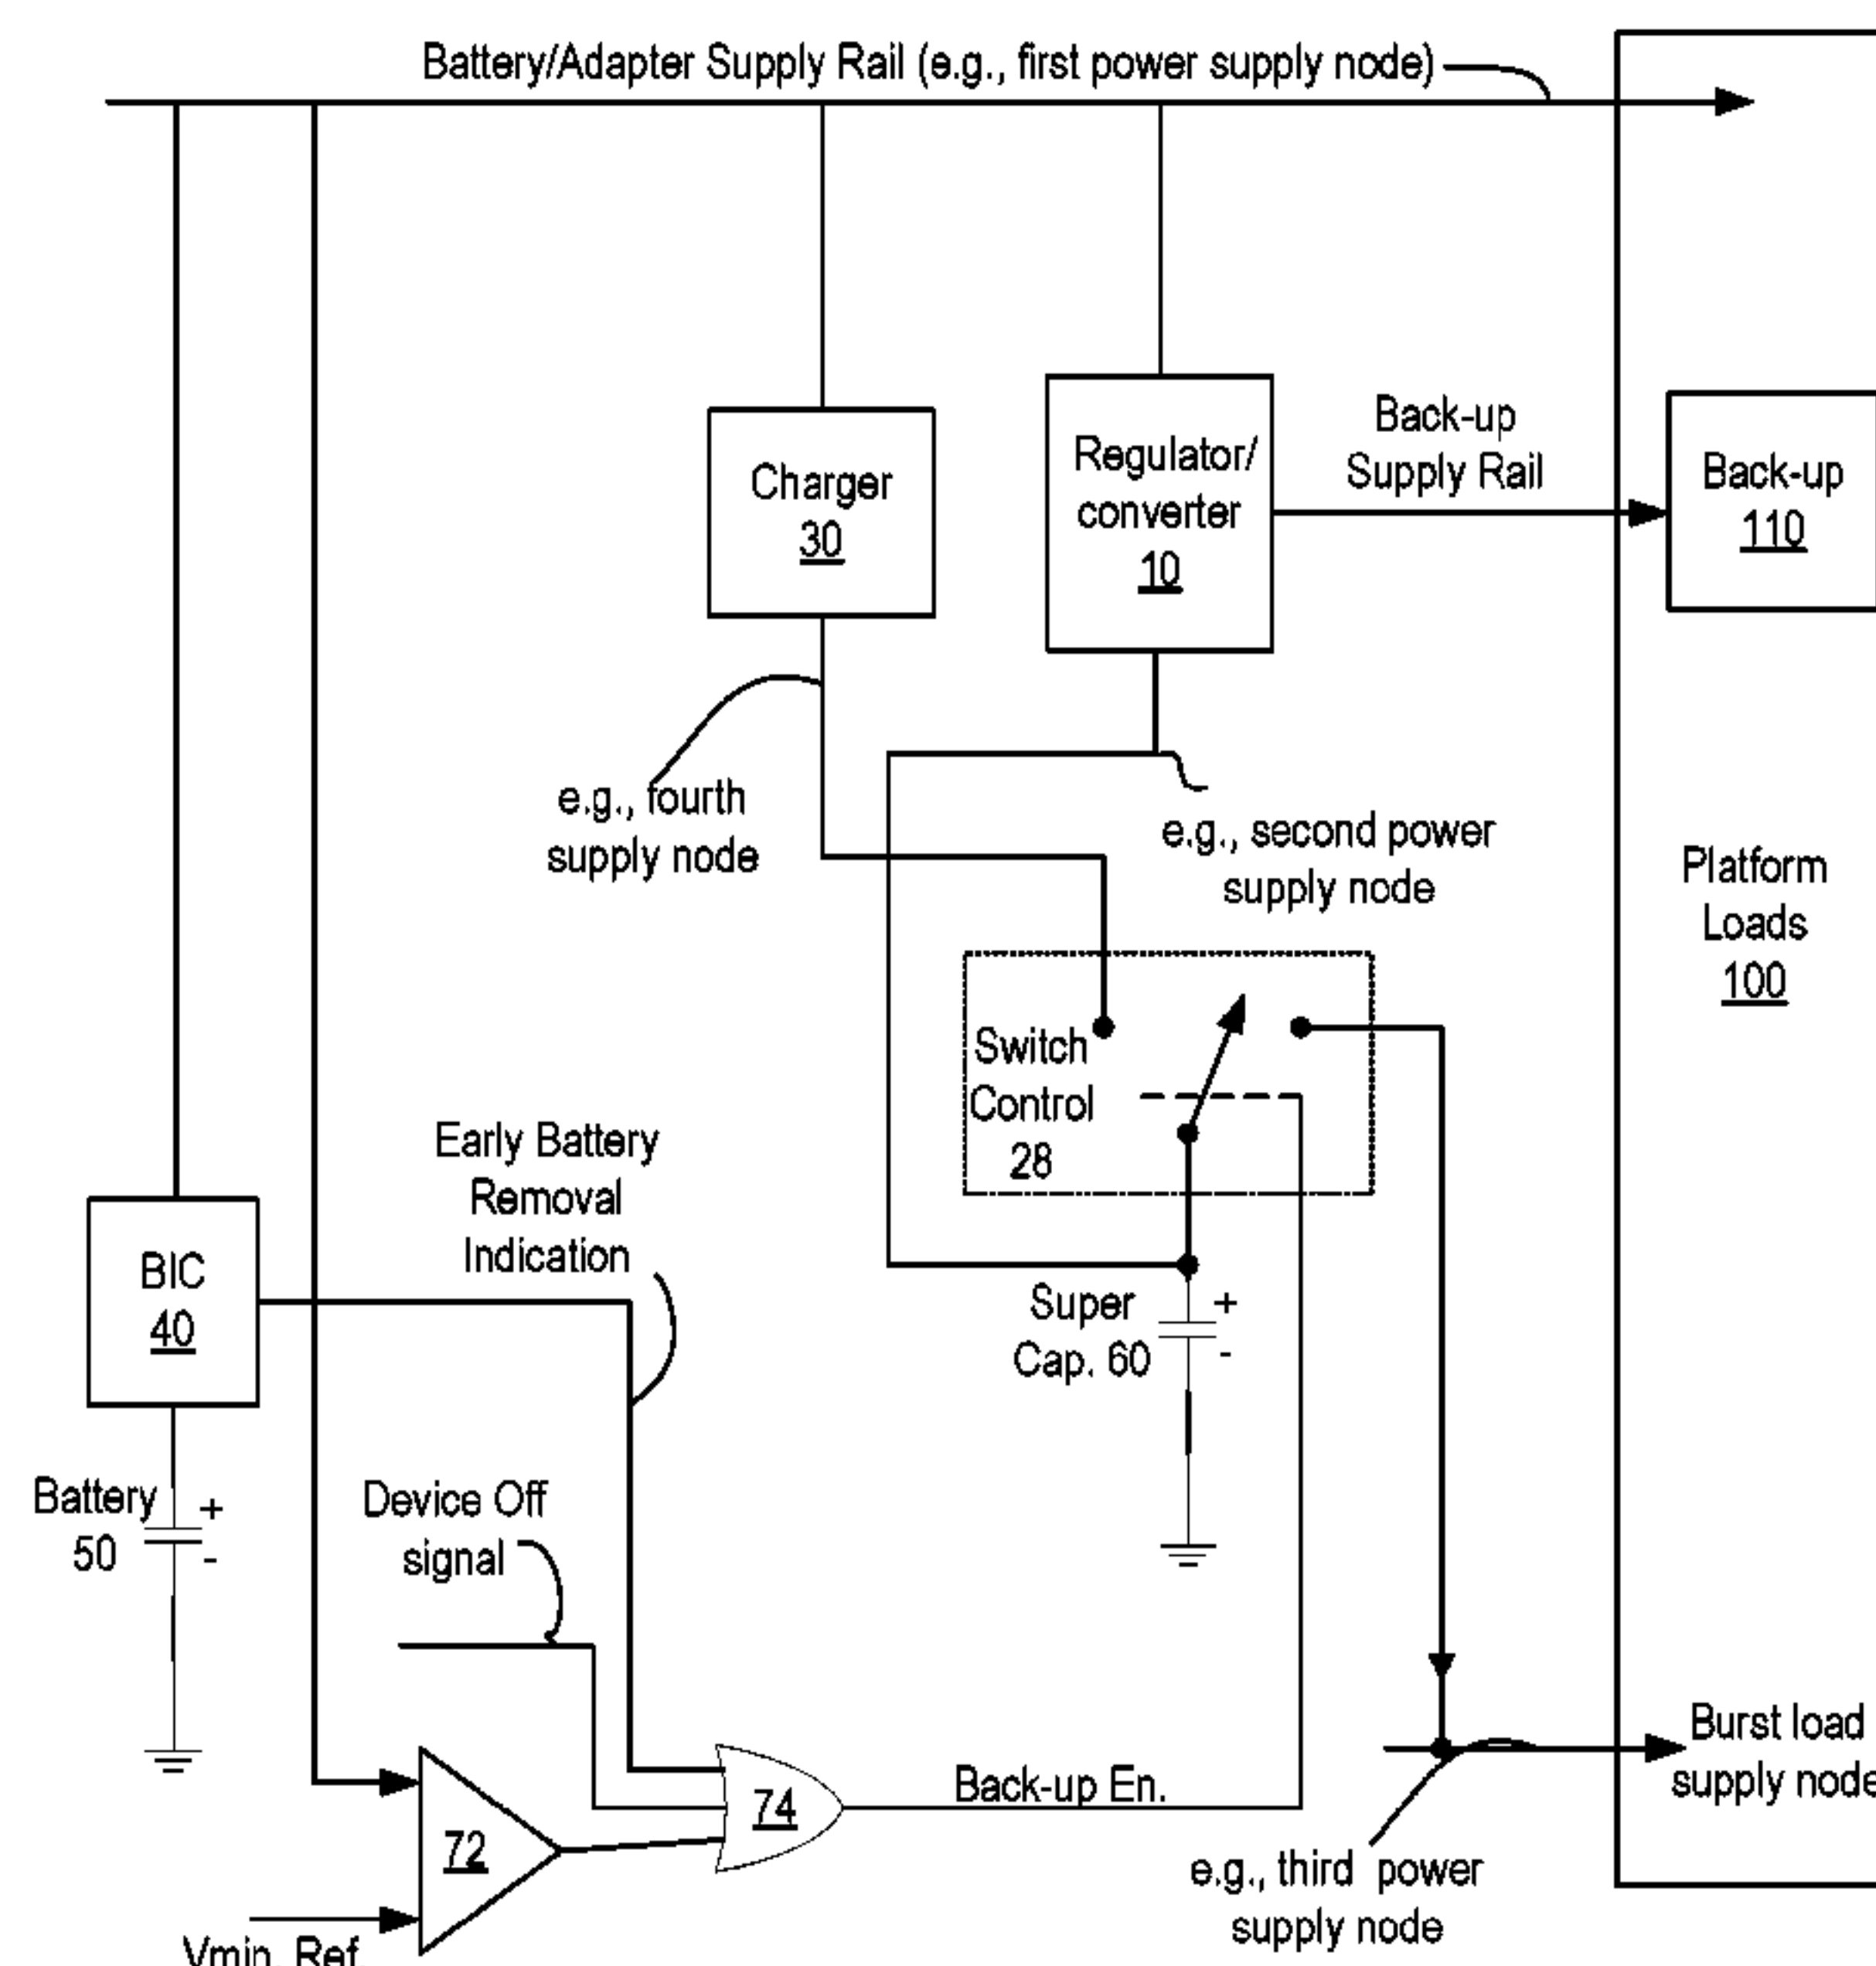 Battery/Adapter Supply Rail (e.g., first power supply node)
Charger
30
Regulator/
converter
10
Back-up
Supply Rail
Back-up
110
e.g., fourth
supply node
e.g., second power
supply node
Platform
Loads
100
Switch
Control
28
Early Battery
Removal
Indication
BIC
40
Super
Cap. 60
+
-
Battery
50
+
-
Device Off
signal
72
74
Back-up En.
Burst load
supply node
e.g., third power
supply node
Vmin_Ref